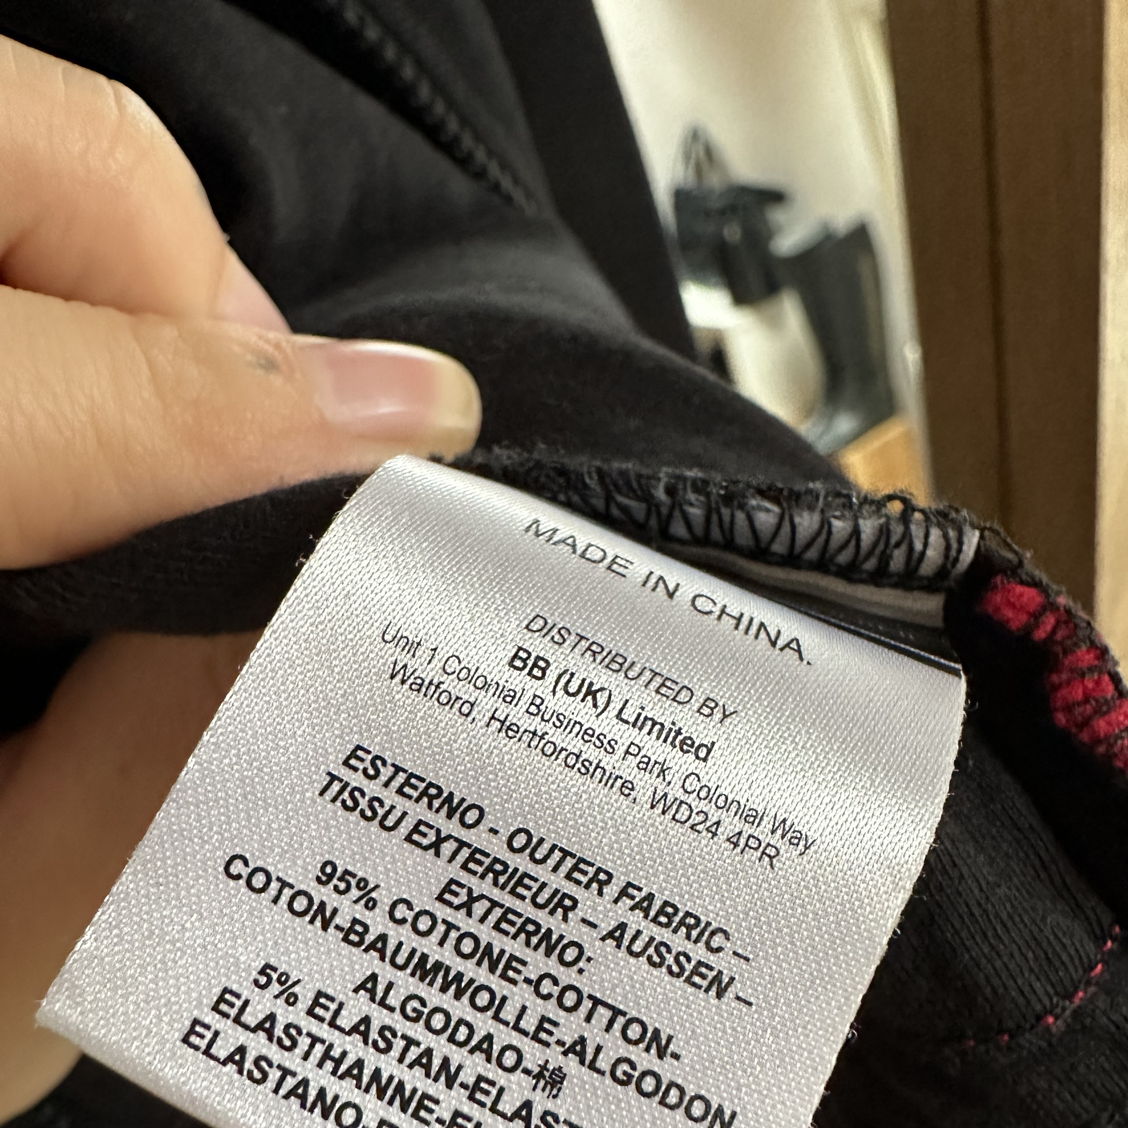 MADE IN CHINA.
DISTRIBUTED BY
BB (UK) Limited
Unit 1 Colonial Business Park, Colonial Way
Watford, Hertfordshire, WD24 4PR
ESTERNO - OUTER FABRIC –
TISSU EXTERIEUR – AUSSEN –
EXTERNO:
95% COTONE-COTTON-
COTON-BAUMWOLLE-ALGODON
ALGODAO-棉
5% ELASTAN-ELAST
ELASTHANNE-E
ELASTANO-